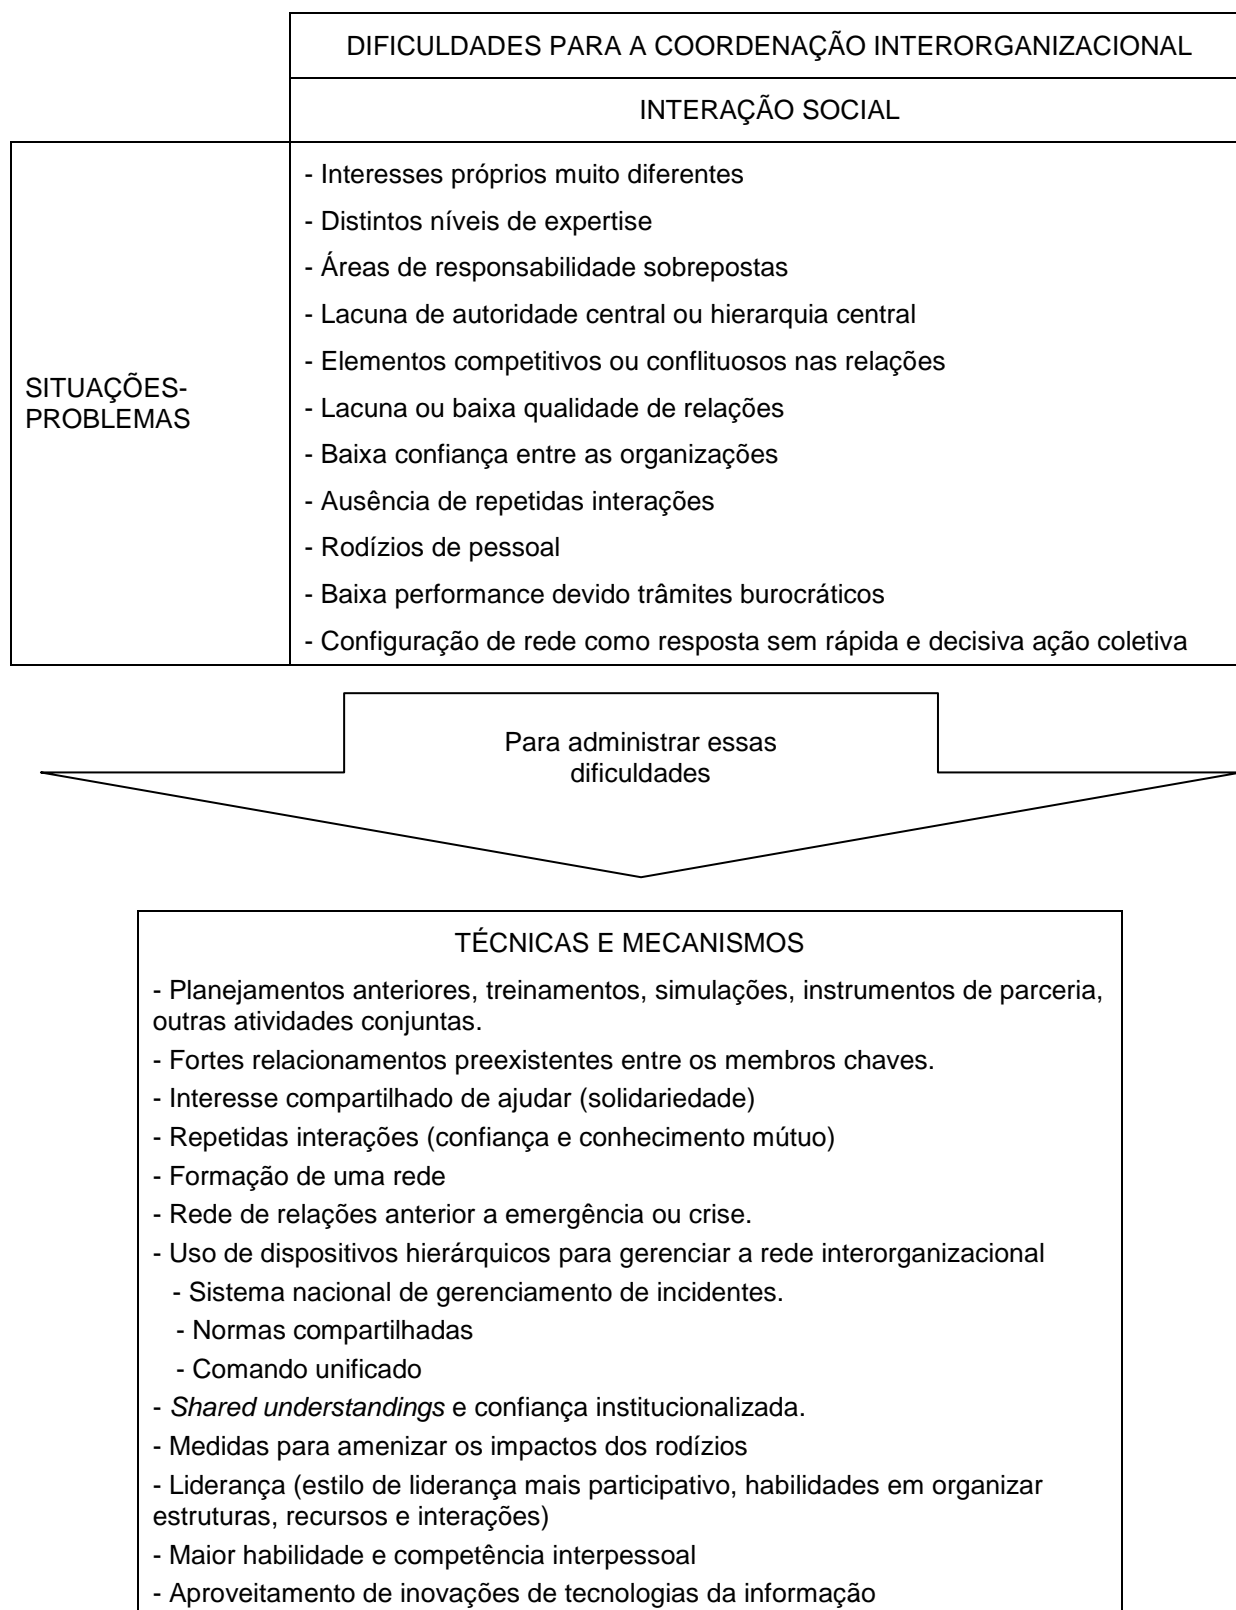 DIFICULDADES PARA A COORDENAÇÃO INTERORGANIZACIONAL
INTERAÇÃO SOCIAL
SITUAÇÕES-
PROBLEMAS
- Interesses próprios muito diferentes
- Distintos níveis de expertise
- Áreas de responsabilidade sobrepostas
- Lacuna de autoridade central ou hierarquia central
- Elementos competitivos ou conflituosos nas relações
- Lacuna ou baixa qualidade de relações
- Baixa confiança entre as organizações
- Ausência de repetidas interações
- Rodízios de pessoal
- Baixa performance devido trâmites burocráticos
- Configuração de rede como resposta sem rápida e decisiva ação coletiva
Para administrar essas
dificuldades
TÉCNICAS E MECANISMOS
- Planejamentos anteriores, treinamentos, simulações, instrumentos de parceria,
outras atividades conjuntas.
- Fortes relacionamentos preexistentes entre os membros chaves.
- Interesse compartilhado de ajudar (solidariedade)
- Repetidas interações (confiança e conhecimento mútuo)
- Formação de uma rede
- Rede de relações anterior a emergência ou crise.
- Uso de dispositivos hierárquicos para gerenciar a rede interorganizacional
- Sistema nacional de gerenciamento de incidentes.
- Normas compartilhadas
- Comando unificado
- Shared understandings e confiança institucionalizada.
- Medidas para amenizar os impactos dos rodízios
- Liderança (estilo de liderança mais participativo, habilidades em organizar
estruturas, recursos e interações)
- Maior habilidade e competência interpessoal
- Aproveitamento de inovações de tecnologias da informação